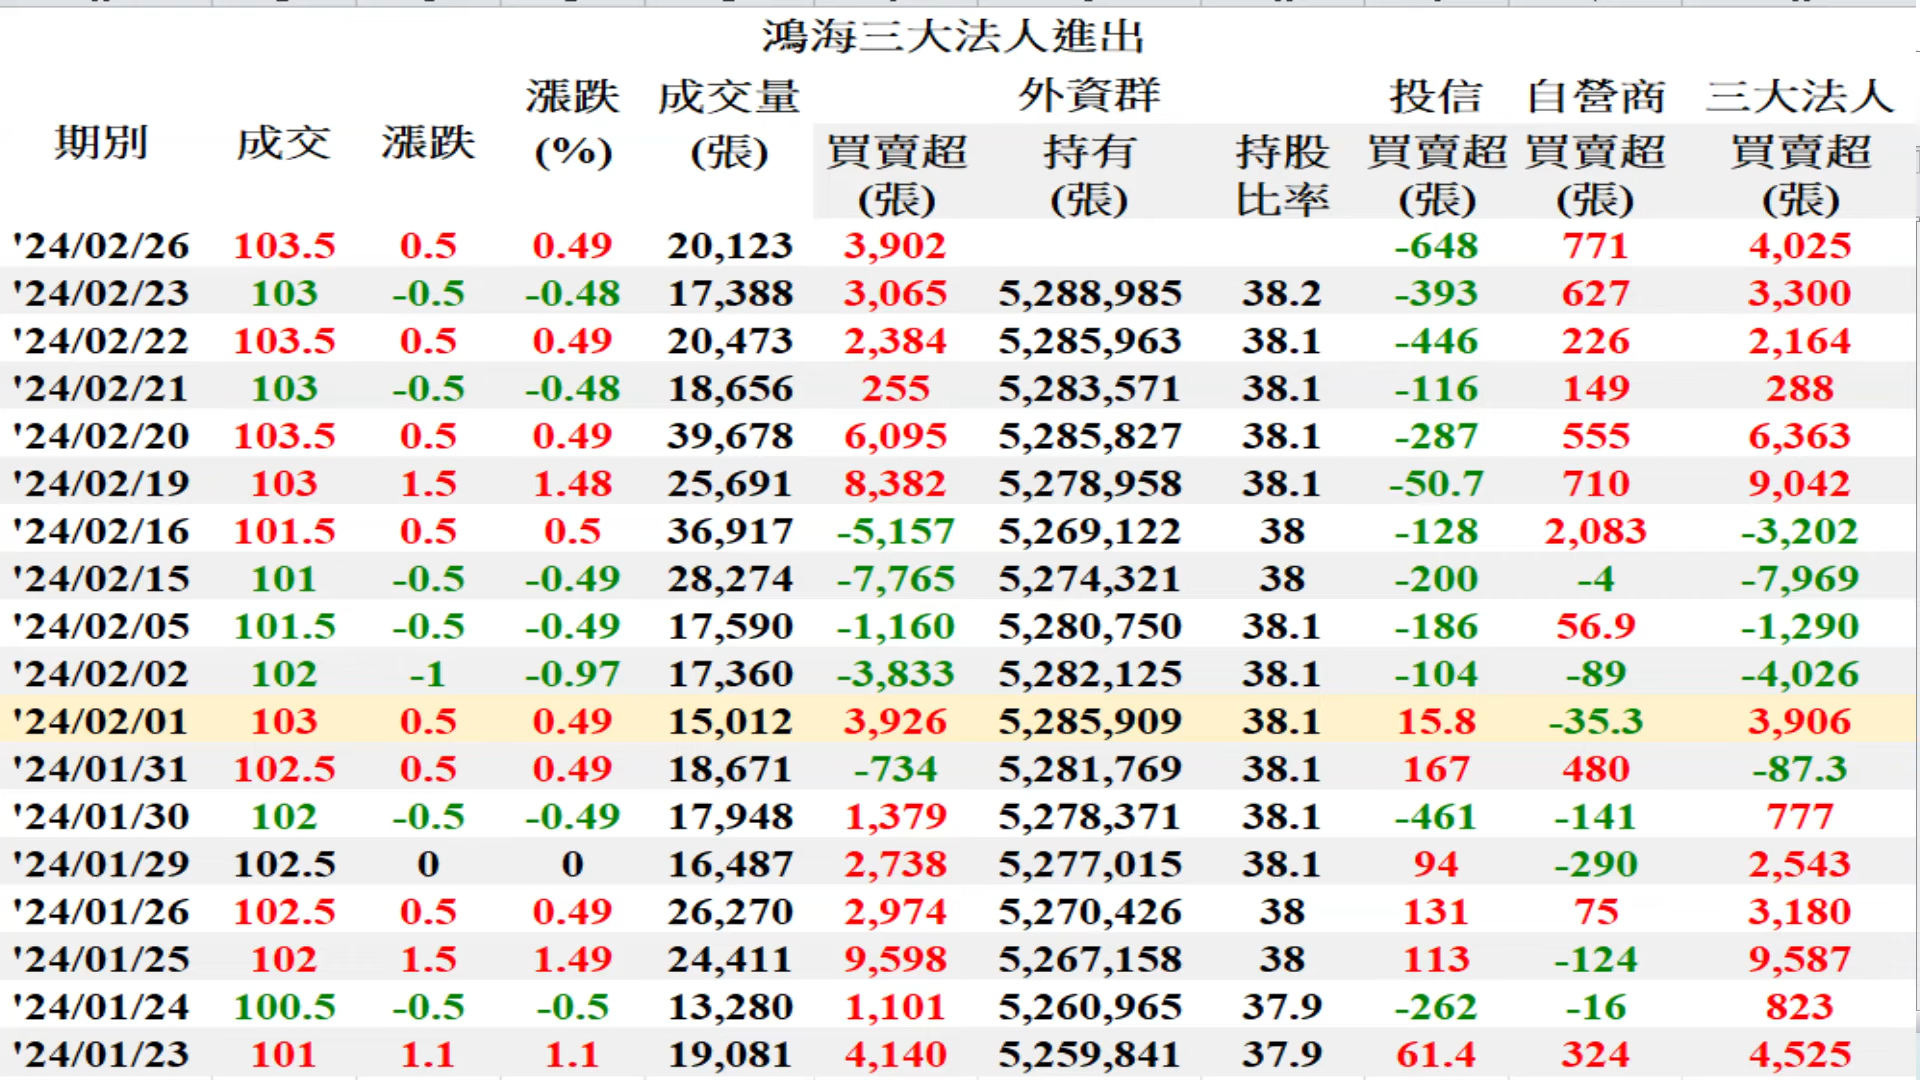 鴻海三大法人進出
期別 成交 漲跌 漲跌(%) 成交量(張) 外資群 投信 自營商 三大法人
買賣超(張) 持有(張) 持股比率 買賣超(張) 買賣超(張) 買賣超(張)
'24/02/26 103.5 0.5 0.49 20,123 3,902 -648 771 4,025
'24/02/23 103 -0.5 -0.48 17,388 3,065 5,288,985 38.2 -393 627 3,300
'24/02/22 103.5 0.5 0.49 20,473 2,384 5,285,963 38.1 -446 226 2,164
'24/02/21 103 -0.5 -0.48 18,656 255 5,283,571 38.1 -116 149 288
'24/02/20 103.5 0.5 0.49 39,678 6,095 5,285,827 38.1 -287 555 6,363
'24/02/19 103 1.5 1.48 25,691 8,382 5,278,958 38.1 -50.7 710 9,042
'24/02/16 101.5 0.5 0.5 36,917 -5,157 5,269,122 38 -128 2,083 -3,202
'24/02/15 101 -0.5 -0.49 28,274 -7,765 5,274,321 38 -200 -4 -7,969
'24/02/05 101.5 -0.5 -0.49 17,590 -1,160 5,280,750 38.1 -186 56.9 -1,290
'24/02/02 102 -1 -0.97 17,360 -3,833 5,282,125 38.1 -104 -89 -4,026
'24/02/01 103 0.5 0.49 15,012 3,926 5,285,909 38.1 15.8 -35.3 3,906
'24/01/31 102.5 0.5 0.49 18,671 -734 5,281,769 38.1 167 480 -87.3
'24/01/30 102 -0.5 -0.49 17,948 1,379 5,278,371 38.1 -461 -141 777
'24/01/29 102.5 0 0 16,487 2,738 5,277,015 38.1 94 -290 2,543
'24/01/26 102.5 0.5 0.49 26,270 2,974 5,270,426 38 131 75 3,180
'24/01/25 102 1.5 1.49 24,411 9,598 5,267,158 38 113 -124 9,587
'24/01/24 100.5 -0.5 -0.5 13,280 1,101 5,260,965 37.9 -262 -16 823
'24/01/23 101 1.1 1.1 19,081 4,140 5,259,841 37.9 61.4 324 4,525